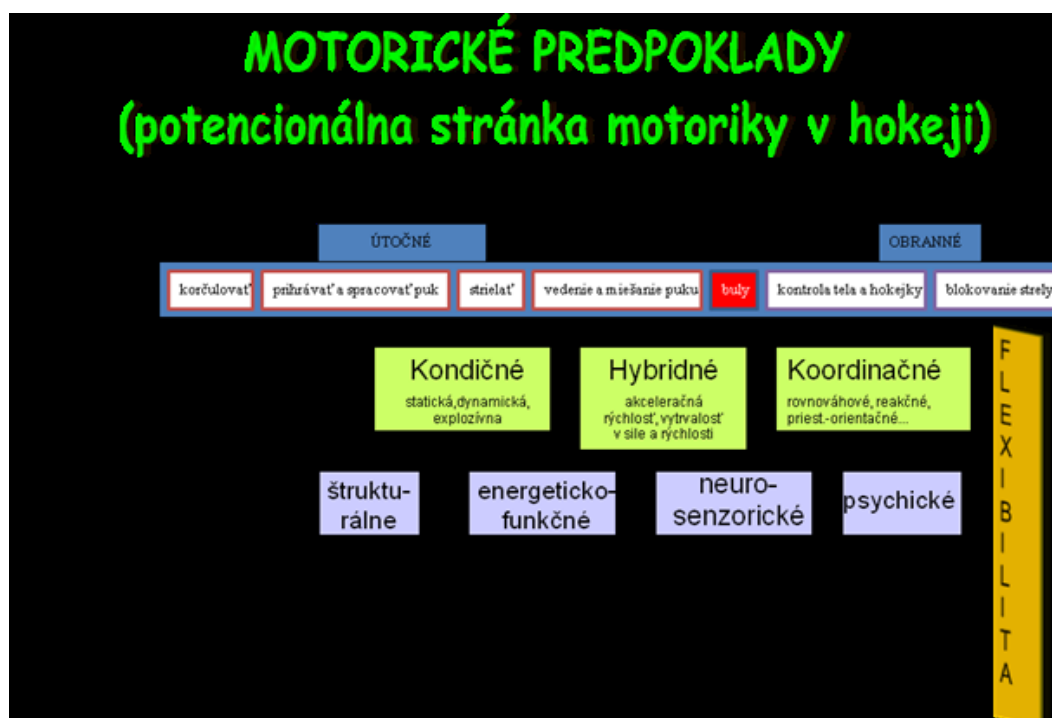 MOTORICKÉ PREDPOKLADY
(potencionálna stránka motoriky v hokeji)
ÚTOČNÉ
OBRANNÉ
korčulovať
prihrávať a spracovať puk
strielať
vedenie a miešanie puku
buly
kontrola tela a hokejky
blokovanie strely
Kondičné
statická,dynamická,
explozívna
Hybridné
akceleračná
rýchlosť,vytrvalosť
v sile a rýchlosti
Koordinačné
rovnováhové, reakčné,
priest.-orientačné...
štruktu-
rálne
energeticko-
funkčné
neuro-
senzorické
psychické
FLEXIBILITA